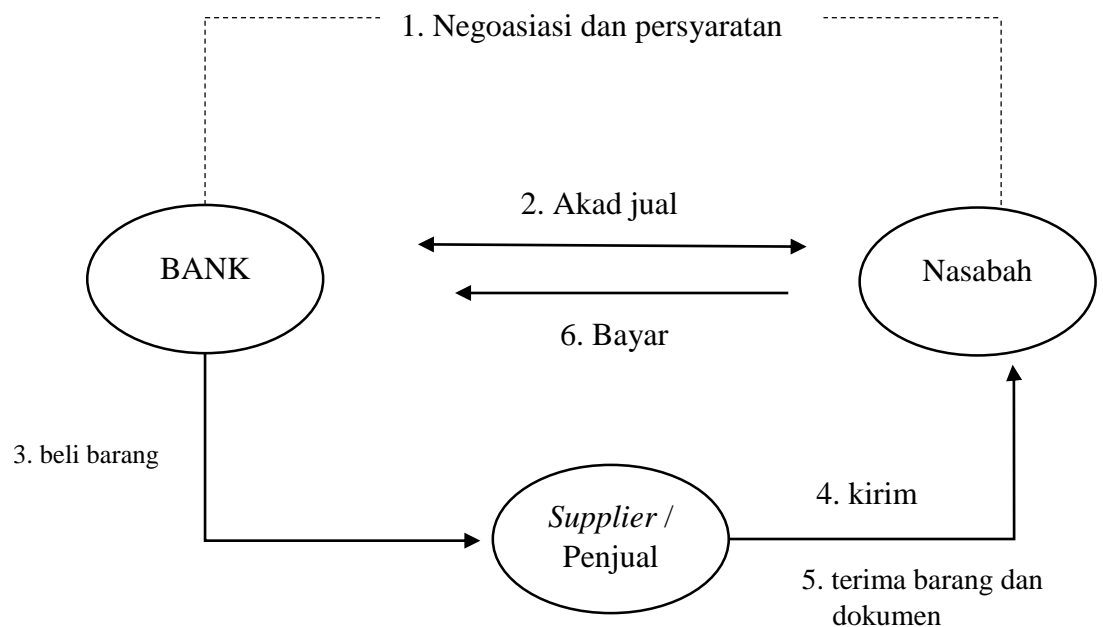 1. Negoasiasi dan persyaratan
2. Akad jual
BANK
Nasabah
6. Bayar
3. beli barang
Supplier /
Penjual
4. kirim
5. terima barang dan
dokumen